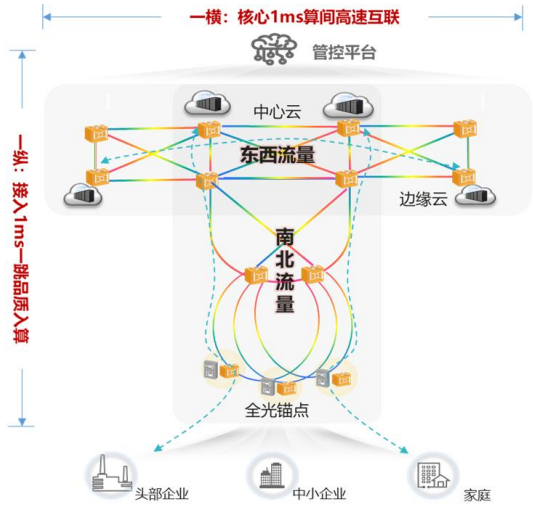 一横：核心1ms算间高速互联
管控平台
中心云
东西流量
边缘云
一纵：接入1ms一跳品质入算
南北流量
全光锚点
头部企业
中小企业
家庭